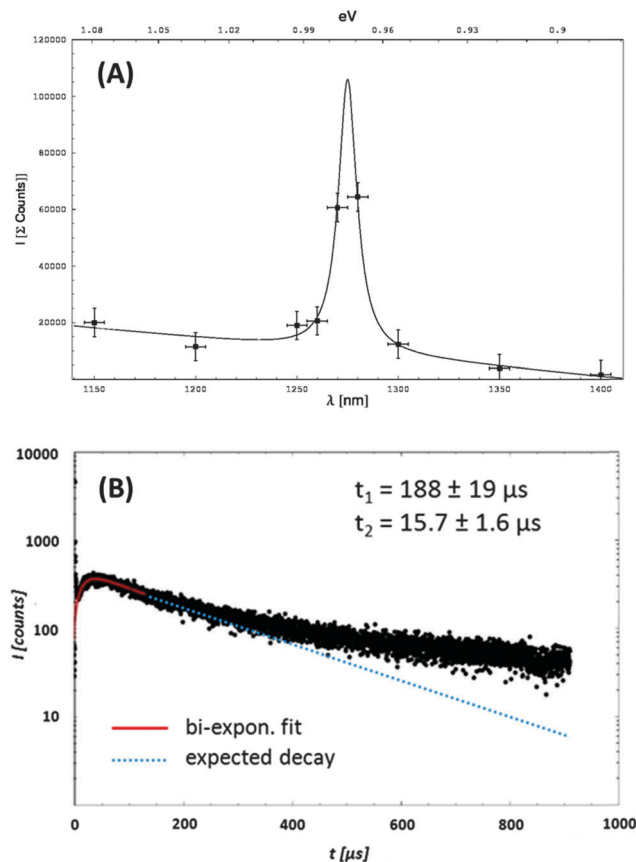 eV
1.08 1.05 1.02 0.99 0.96 0.93 0.9
(A)
120000
100000
80000
60000
40000
20000
I [Σ Counts]]
1150 1200 1250 1300 1350 1400
λ [nm]
(B)
t₁ = 188 ± 19 µs
t₂ = 15.7 ± 1.6 µs
10000
1000
100
10
I [counts]
bi-expon. fit
expected decay
0 200 400 600 800 1000
t [µs]